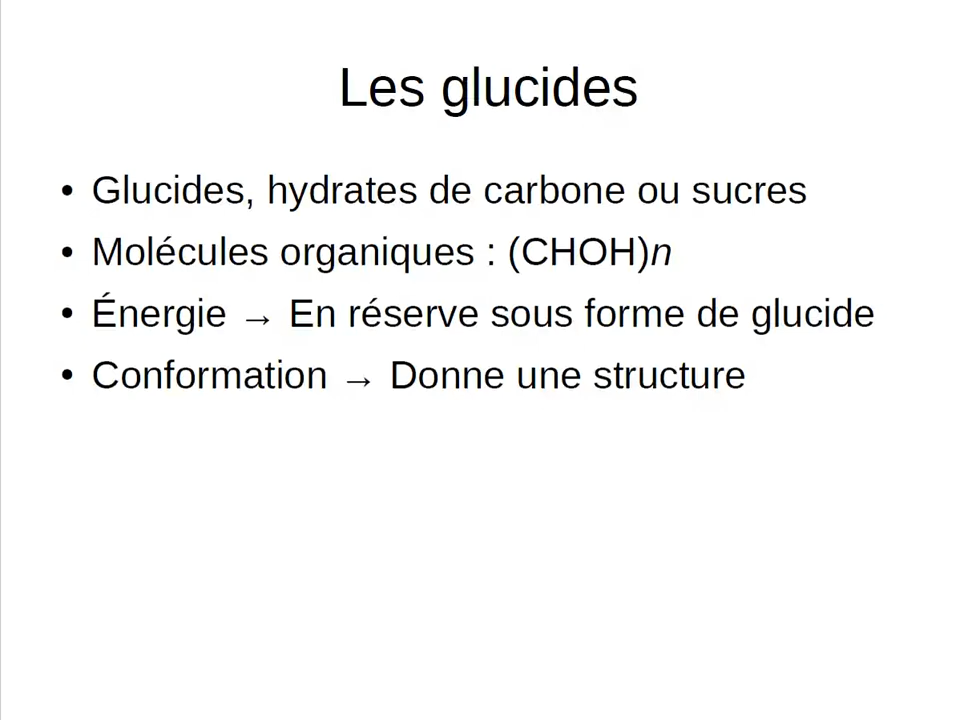 Les glucides
• Glucides, hydrates de carbone ou sucres
• Molécules organiques : (CHOH)n
• Énergie → En réserve sous forme de glucide
• Conformation → Donne une structure